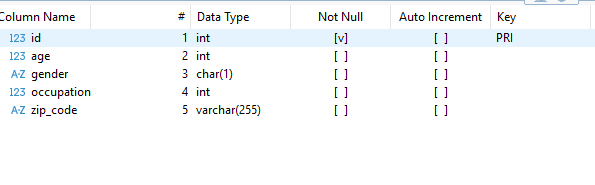 Column Name # Data Type Not Null Auto Increment Key
123 id 1 int [v] [ ] PRI
123 age 2 int [ ] [ ]
A-Z gender 3 char(1) [ ] [ ]
123 occupation 4 int [ ] [ ]
A-Z zip_code 5 varchar(255) [ ] [ ]